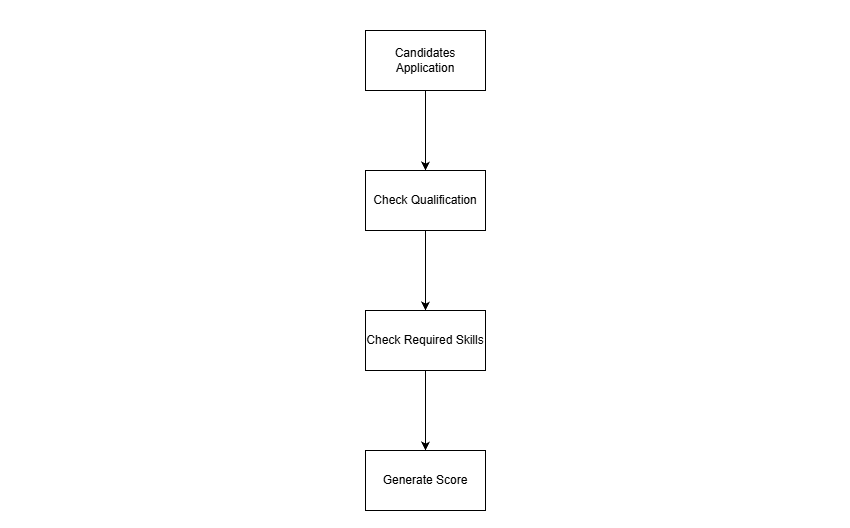 Candidates
Application
Check Qualification
Check Required Skills
Generate Score